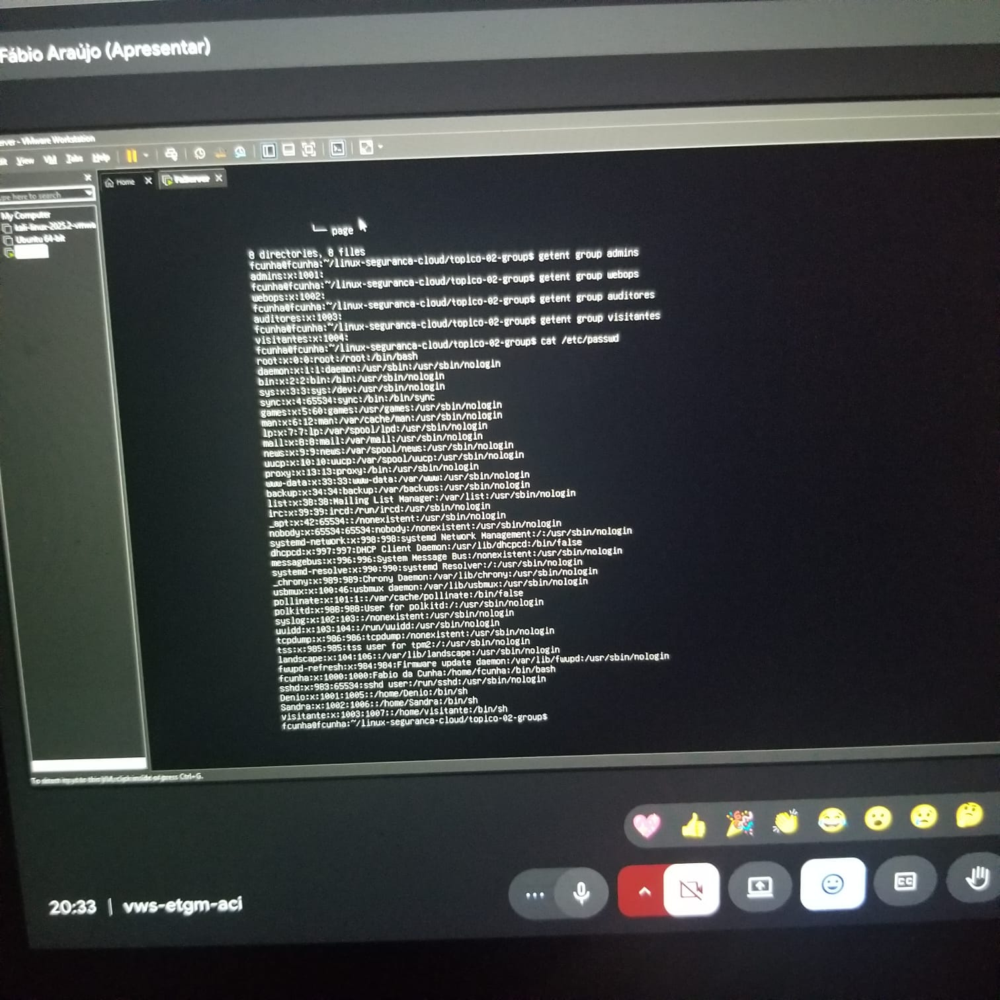 Fábio Araújo (Apresentar)
VMware Workstation
View VM Tabs Help
Home
Type here to search
My Computer
kali-linux-2025.2-vmwa
Ubuntu 64-bit
page
8 directories, 8 files
fcunha@fcunha:~/linux-seguranca-cloud/topico-02-group$ getent group admins
admins:x:1001:
fcunha@fcunha:~/linux-seguranca-cloud/topico-02-group$ getent group webops
webops:x:1002:
fcunha@fcunha:~/linux-seguranca-cloud/topico-02-group$ getent group auditores
auditores:x:1003:
fcunha@fcunha:~/linux-seguranca-cloud/topico-02-group$ getent group visitantes
visitantes:x:1004:
fcunha@fcunha:~/linux-seguranca-cloud/topico-02-group$ cat /etc/passwd
root:x:0:0:root:/root:/bin/bash
daemon:x:1:1:daemon:/usr/sbin:/usr/sbin/nologin
bin:x:2:2:bin:/bin:/usr/sbin/nologin
sys:x:3:3:sys:/dev:/usr/sbin/nologin
sync:x:4:65534:sync:/bin:/bin/sync
games:x:5:60:games:/usr/games:/usr/sbin/nologin
man:x:6:12:man:/var/cache/man:/usr/sbin/nologin
lp:x:7:7:lp:/var/spool/lpd:/usr/sbin/nologin
mail:x:8:8:mail:/var/mail:/usr/sbin/nologin
news:x:9:9:news:/var/spool/news:/usr/sbin/nologin
uucp:x:10:10:uucp:/var/spool/uucp:/usr/sbin/nologin
proxy:x:13:13:proxy:/bin:/usr/sbin/nologin
www-data:x:33:33:www-data:/var/www:/usr/sbin/nologin
backup:x:34:34:backup:/var/backups:/usr/sbin/nologin
list:x:38:38:Mailing List Manager:/var/list:/usr/sbin/nologin
irc:x:39:39:ircd:/run/ircd:/usr/sbin/nologin
_apt:x:42:65534::/nonexistent:/usr/sbin/nologin
nobody:x:65534:65534:nobody:/nonexistent:/usr/sbin/nologin
systemd-network:x:998:998:systemd Network Management:/:/usr/sbin/nologin
dhcpcd:x:997:997:DHCP Client Daemon:/usr/lib/dhcpcd:/bin/false
messagebus:x:996:996:System Message Bus:/nonexistent:/usr/sbin/nologin
systemd-resolve:x:990:990:systemd Resolver:/:/usr/sbin/nologin
_chrony:x:989:989:Chrony Daemon:/var/lib/chrony:/usr/sbin/nologin
usbmux:x:100:46:usbmux daemon:/var/lib/usbmux:/usr/sbin/nologin
pollinate:x:101:1::/var/cache/pollinate:/bin/false
polkitd:x:988:988:User for polkitd:/:/usr/sbin/nologin
syslog:x:102:103::/nonexistent:/usr/sbin/nologin
uuidd:x:103:104::/run/uuidd:/usr/sbin/nologin
tcpdump:x:986:986:tcpdump:/nonexistent:/usr/sbin/nologin
tss:x:985:985:tss user for tpm2:/:/usr/sbin/nologin
landscape:x:104:106::/var/lib/landscape:/usr/sbin/nologin
fwupd-refresh:x:984:984:Firmware update daemon:/var/lib/fwupd:/usr/sbin/nologin
fcunha:x:1000:1000:Fabio da Cunha:/home/fcunha:/bin/bash
sshd:x:983:65534:sshd user:/run/sshd:/usr/sbin/nologin
Denio:x:1001:1005::/home/Denio:/bin/sh
Sandra:x:1002:1006::/home/Sandra:/bin/sh
visitante:x:1003:1007::/home/visitante:/bin/sh
fcunha@fcunha:~/linux-seguranca-cloud/topico-02-group$
To direct input to this VM, click inside or press Ctrl+G.
CC
20:33 | vws-etgm-aci